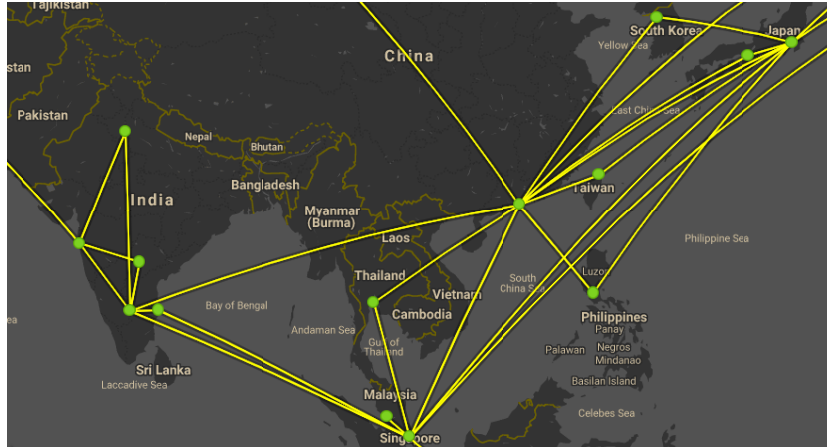 Tajikistan
South Korea
Japan
Yellow Sea
China
stan
Pakistan
East China Sea
Nepal
Bhutan
Bangladesh
Taiwan
India
Myanmar
(Burma)
Laos
Philippine Sea
Thailand
Luzon
South
China Sea
Vietnam
Bay of Bengal
Cambodia
Philippines
ea
Andaman Sea
Panay
Gulf of
Thailand
Palawan
Negros
Mindanao
Sri Lanka
Laccadive Sea
Basilan Island
Malaysia
Celebes Sea
Singapore